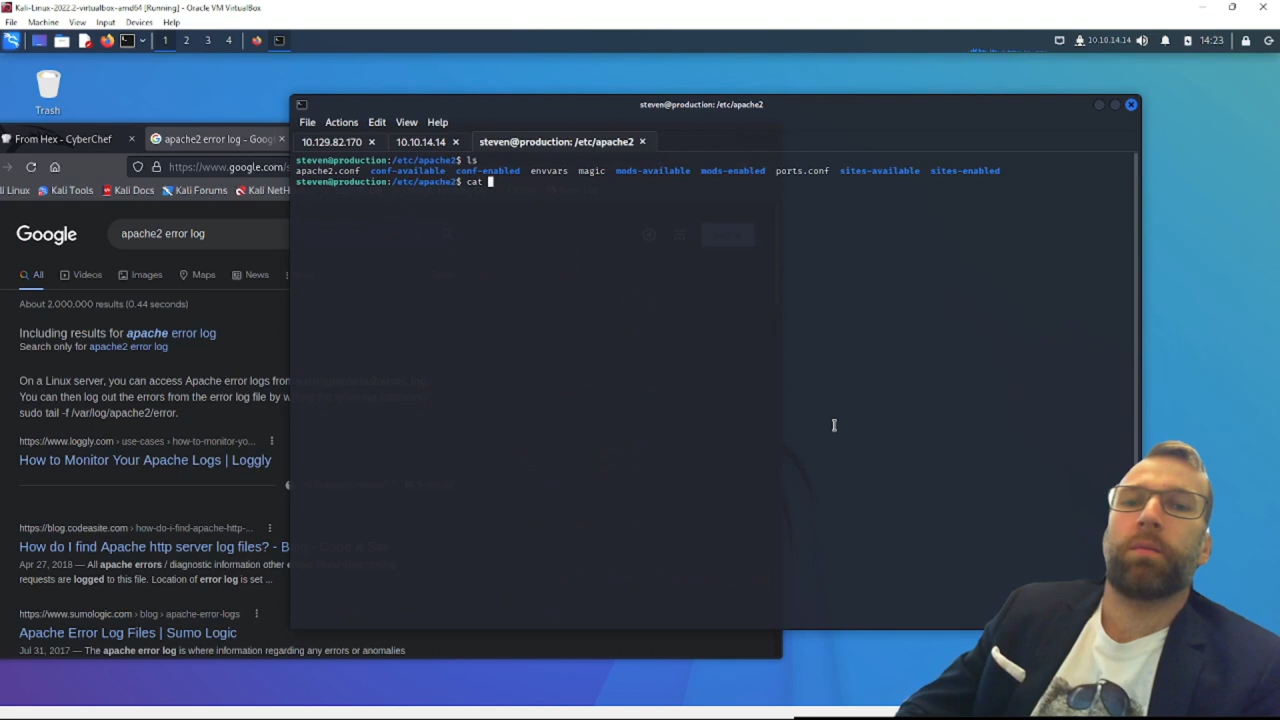 Kali-Linux-2022.2-virtualbox-amd64 [Running] - Oracle VM VirtualBox
File Machine View Input Devices Help
1 2 3 4 10.10.14.14 14:23
Trash
steven@production: /etc/apache2
File Actions Edit View Help
From Hex - CyberChef apache2 error log - Goog
10.129.82.170 10.10.14.14 steven@production: /etc/apache2
https://www.google.com/s
li Linux Kali Tools Kali Docs Kali Forums Kali NetH
steven@production:/etc/apache2$ ls
apache2.conf conf-available conf-enabled envvars magic mods-available mods-enabled ports.conf sites-available sites-enabled
steven@production:/etc/apache2$ cat
Google
apache2 error log
All Videos Images Maps News
About 2,000,000 results (0.44 seconds)
Including results for apache error log
Search only for apache2 error log
On a Linux server, you can access Apache error logs from
You can then log out the errors from the error log file by
sudo tail -f /var/log/apache2/error.
https://www.loggly.com › use-cases › how-to-monitor-yo...
How to Monitor Your Apache Logs | Loggly
https://blog.codeasite.com › how-do-i-find-apache-http-...
How do I find Apache http server log files? - B
Apr 27, 2018 — All apache errors / diagnostic information other
requests are logged to this file. Location of error log is set ...
https://www.sumologic.com › blog › apache-error-logs
Apache Error Log Files | Sumo Logic
Jul 31, 2017 — The apache error log is where information regarding any errors or anomalies